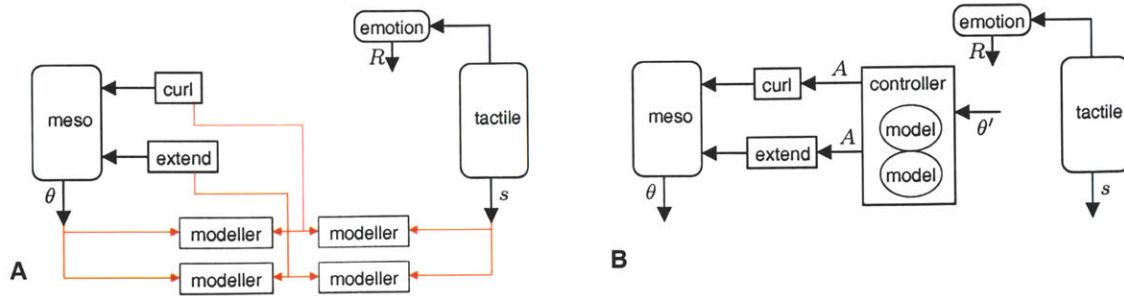 emotion
R
curl
meso
tactile
extend
θ
s
modeller
modeller
modeller
modeller
A
emotion
R
A
controller
curl
meso
model
tactile
θ′
A
extend
model
θ
s
B